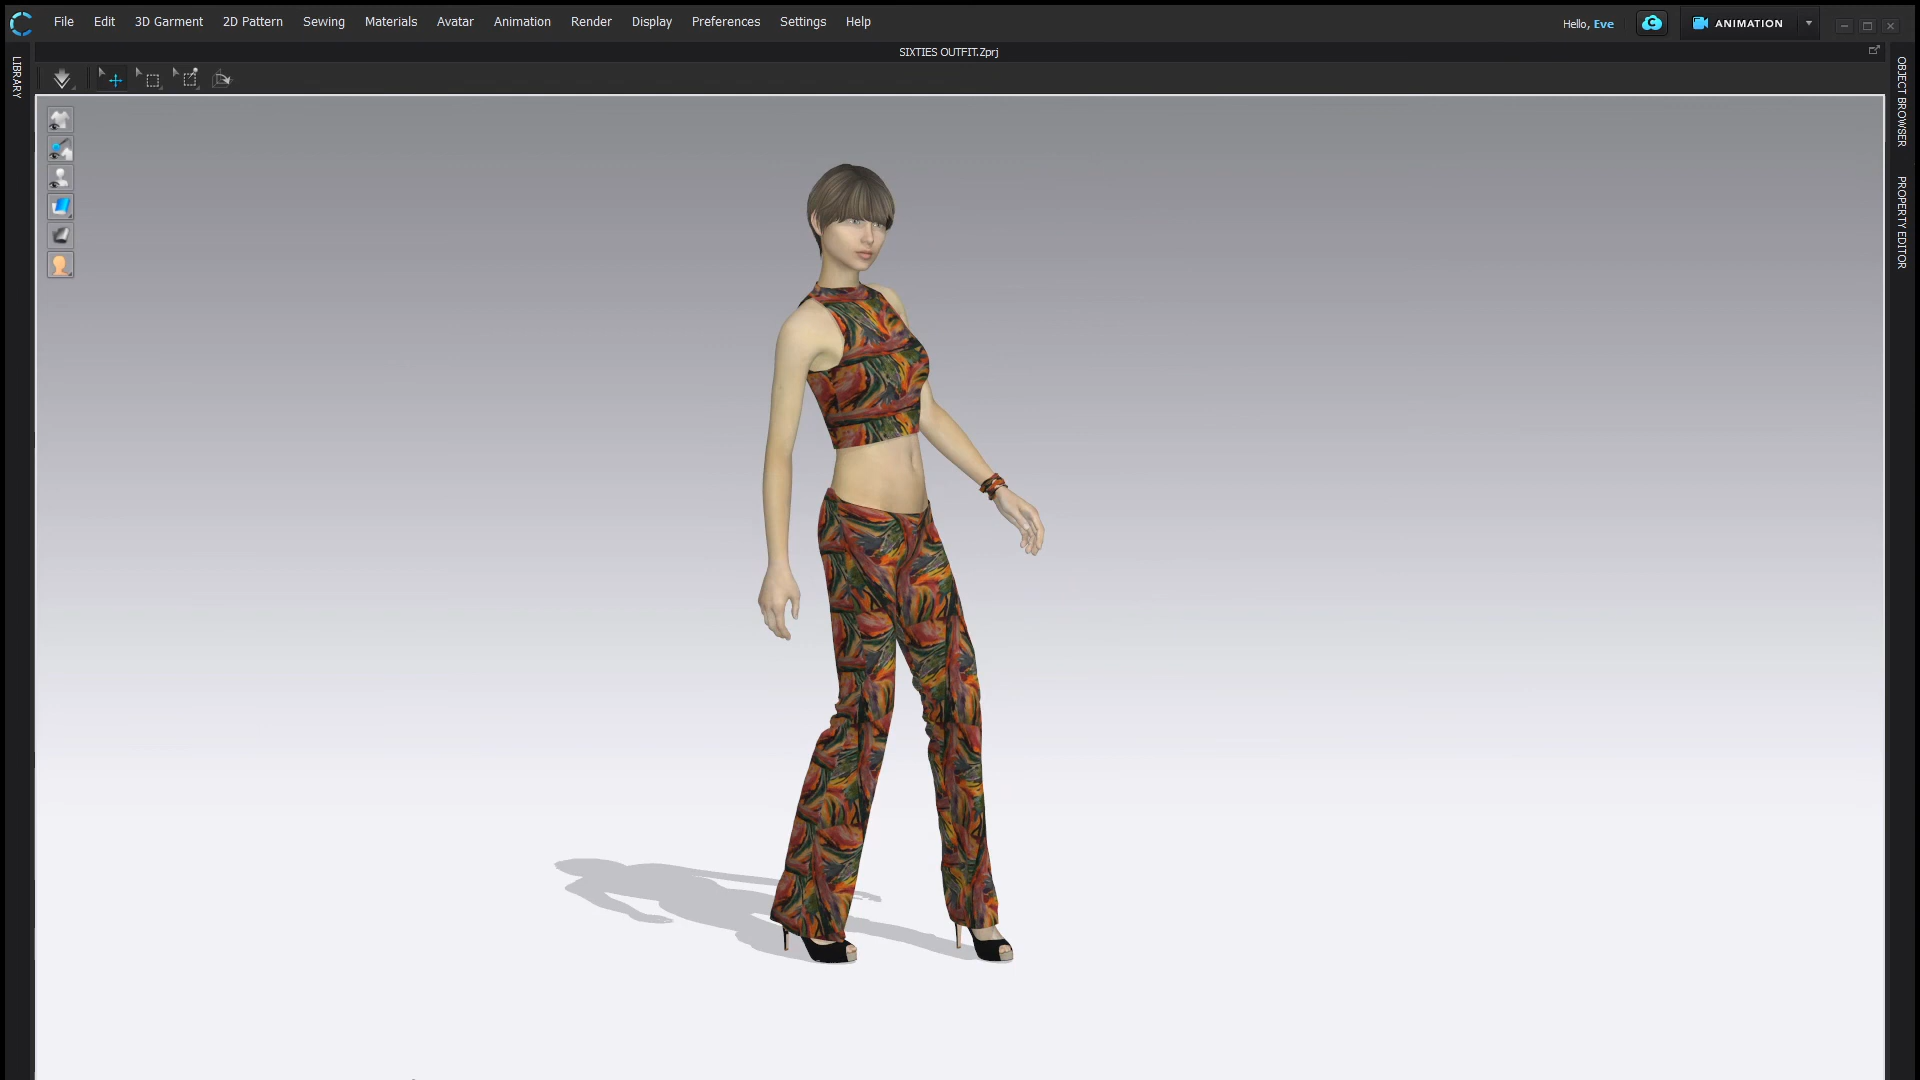 File Edit 3D Garment 2D Pattern Sewing Materials Avatar Animation Render Display Preferences Settings Help
Hello, Eve
ANIMATION
SIXTIES OUTFIT.Zprj
LIBRARY
OBJECT BROWSER
PROPERTY EDITOR